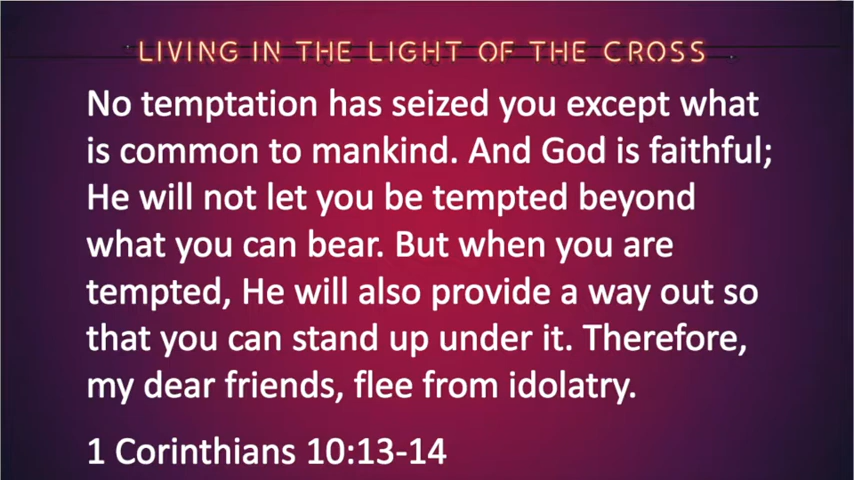 LIVING IN THE LIGHT OF THE CROSS
No temptation has seized you except what
is common to mankind. And God is faithful;
He will not let you be tempted beyond
what you can bear. But when you are
tempted, He will also provide a way out so
that you can stand up under it. Therefore,
my dear friends, flee from idolatry.
1 Corinthians 10:13-14